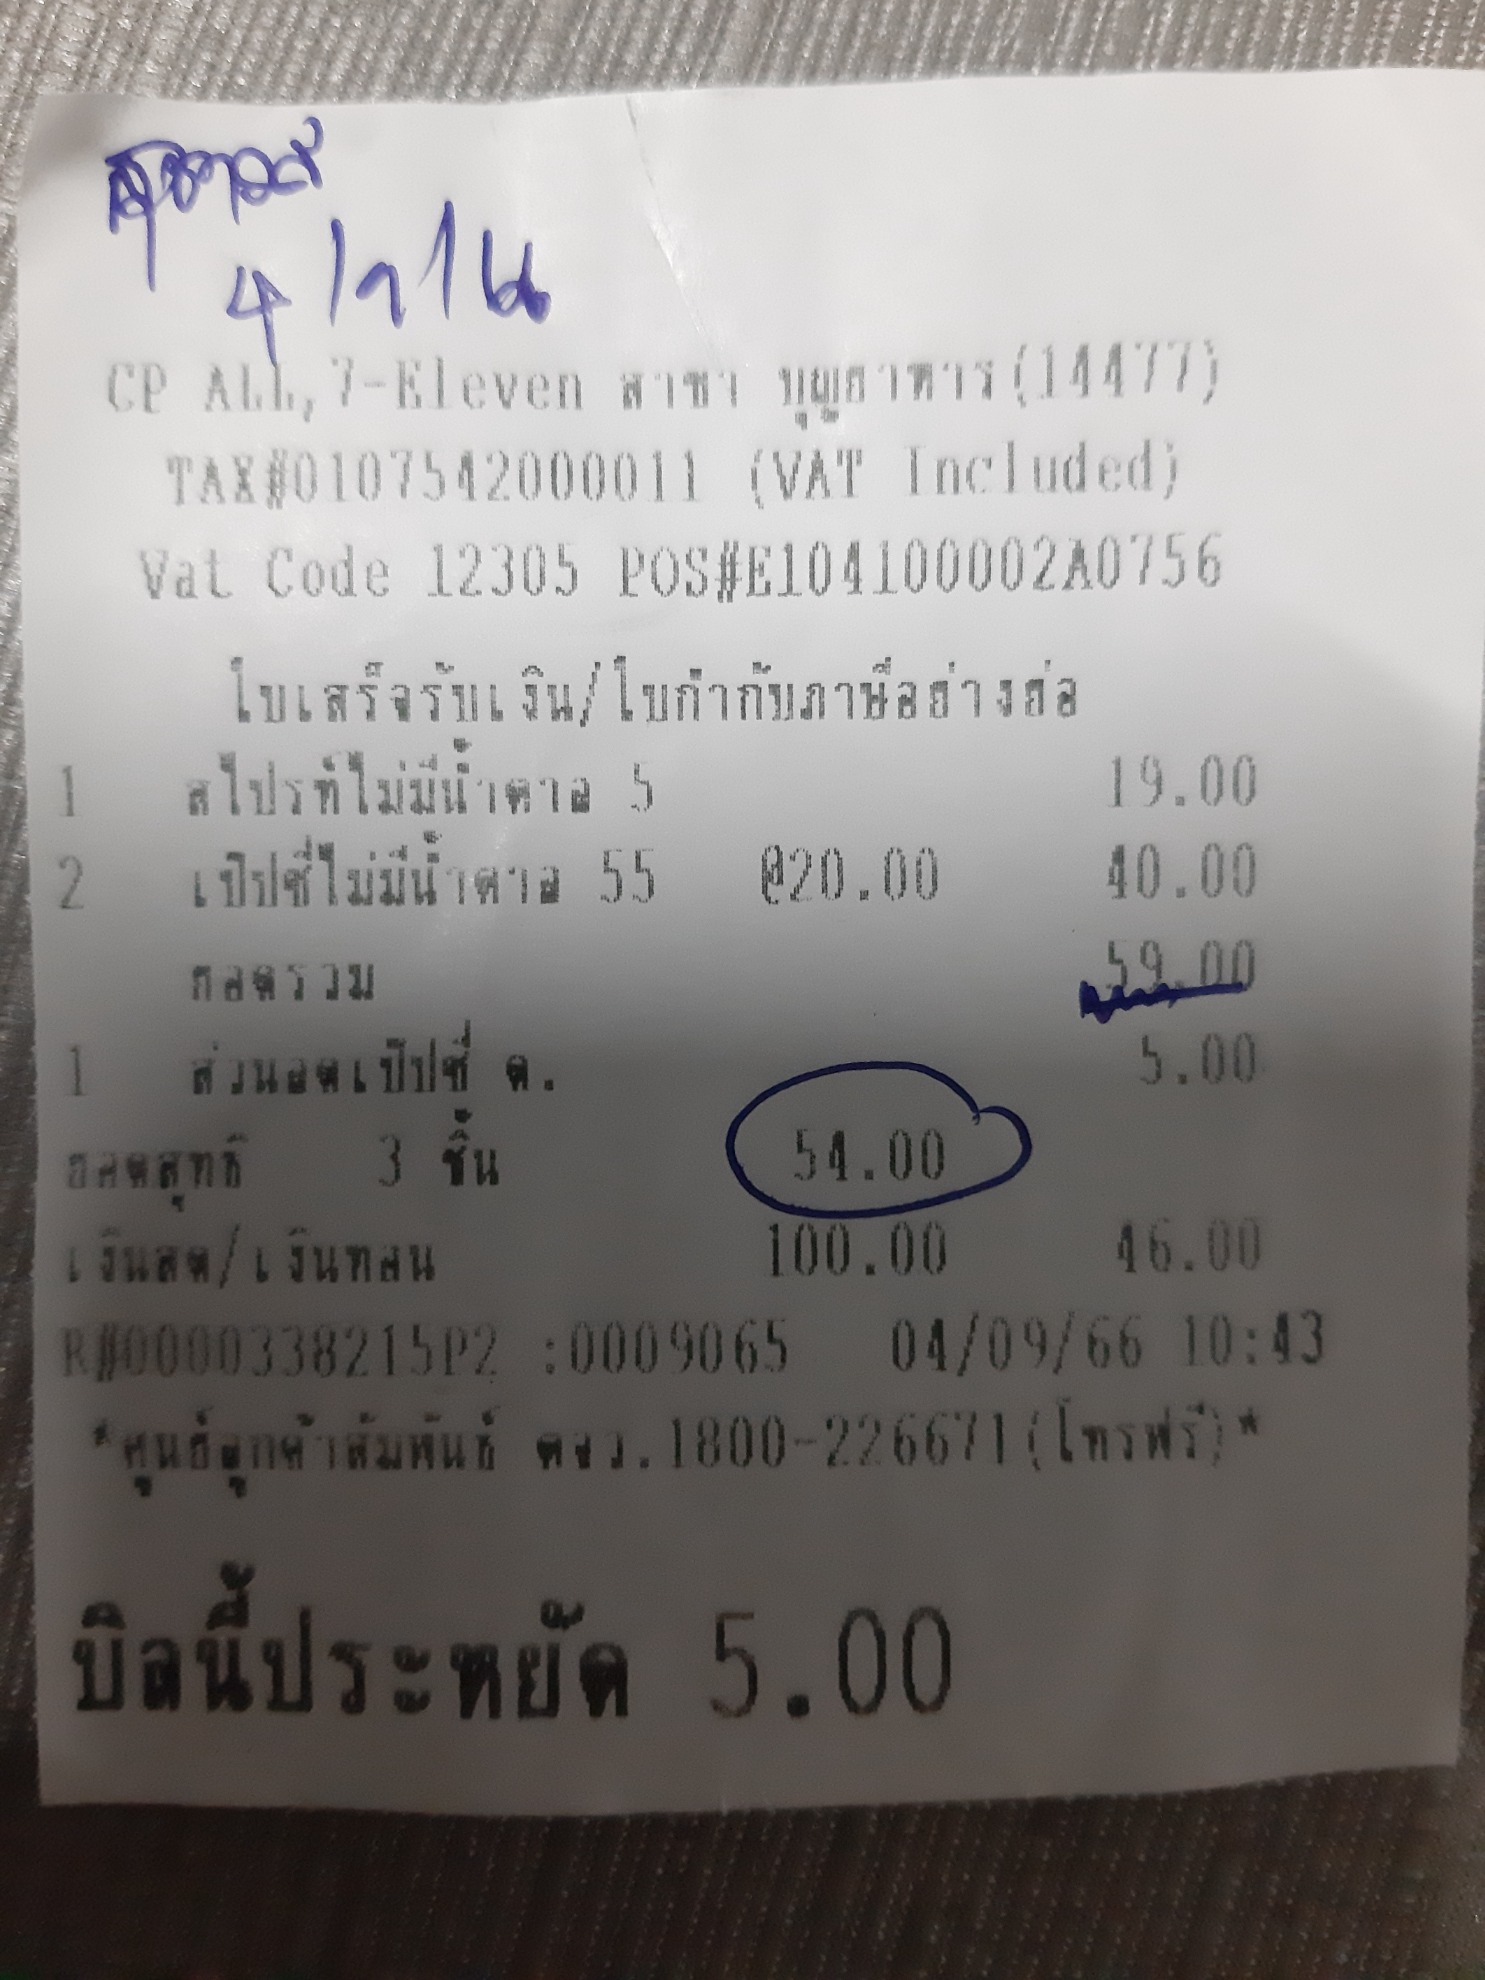 4/9/66
CP ALL,7-Eleven สาขา บุญธาหาร(14477)
TAX#0107542000011 (VAT Included)
Vat Code 12305 POS#E104100002A0756
ใบเสร็จรับเงิน/ใบกำกับภาษีอย่างย่อ
1 สไปรท์ไม่มีน้ำตาล 5 19.00
2 เป๊ปซี่ไม่มีน้ำตาล 55 @20.00 40.00
ยอดรวม 59.00
1 ส่วนลดเป๊ปซี่ ต. 5.00
ยอดสุทธิ 3 ชิ้น 54.00
เงินสด/เงินทอน 100.00 46.00
R#0000338215P2 :0009065 04/09/66 10:43
*ศูนย์ลูกค้าสัมพันธ์ ตจว.1800-226671(โทรฟรี)*
บิลนี้ประหยัด 5.00